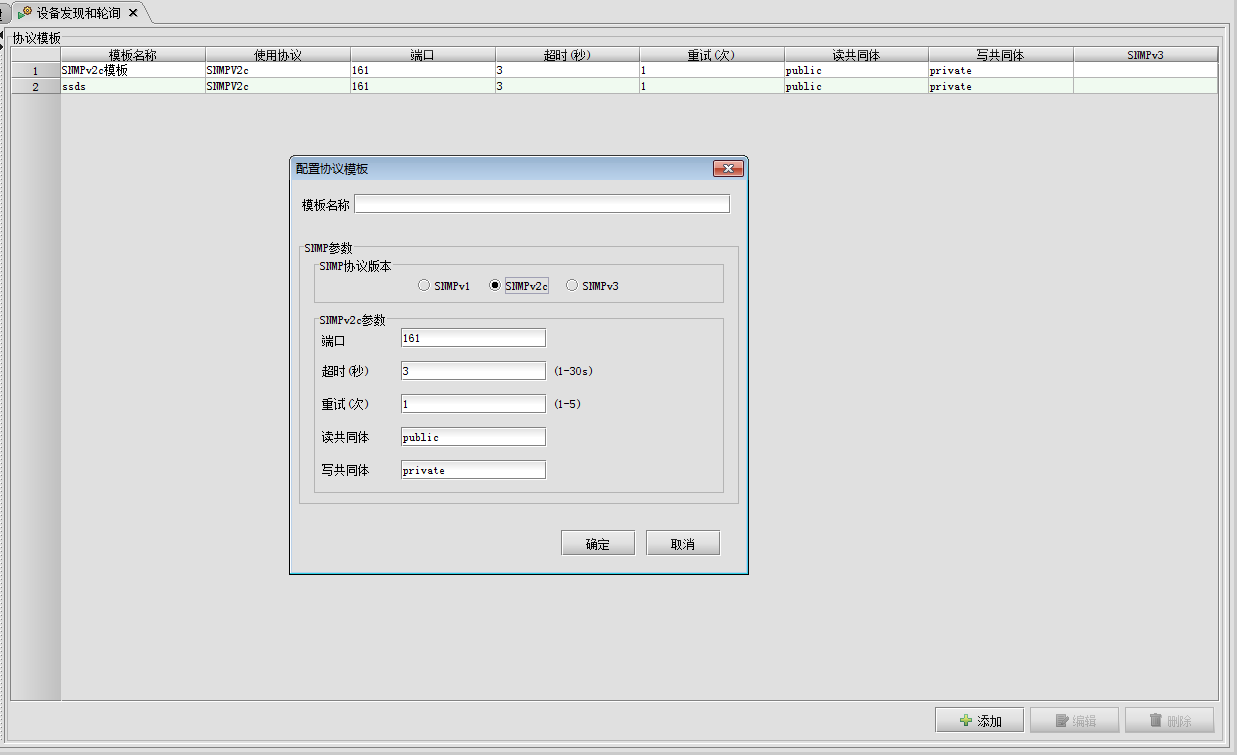 设备发现和轮询
协议模板
模板名称 使用协议 端口 超时(秒) 重试(次) 读共同体 写共同体 SNMPv3
1 SNMPv2c模板 SNMPV2c 161 3 1 public private
2 ssds SNMPV2c 161 3 1 public private
配置协议模板
模板名称
SNMP参数
SNMP协议版本
SNMPv1 SNMPv2c SNMPv3
SNMPv2c参数
端口 161
超时(秒) 3 (1-30s)
重试(次) 1 (1-5)
读共同体 public
写共同体 private
确定 取消
添加 编辑 删除